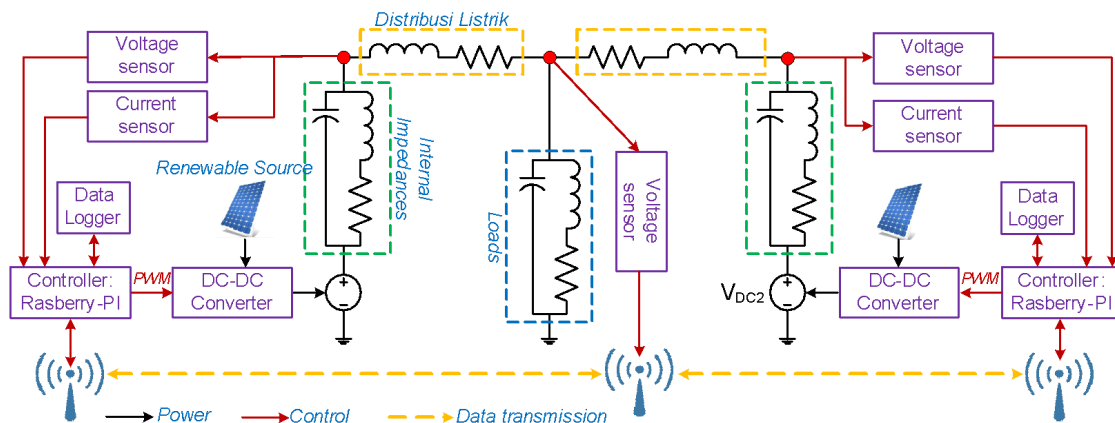 Distribusi Listrik
Voltage
sensor
Current
sensor
Renewable Source
Internal
Impedances
Data
Logger
Controller:
Rasberry-PI
PWM
DC-DC
Converter
+
-
Loads
Voltage
sensor
Voltage
sensor
Current
sensor
Data
Logger
VDC2
+
-
DC-DC
Converter
PWM
Controller:
Rasberry-PI
Power
Control
Data transmission